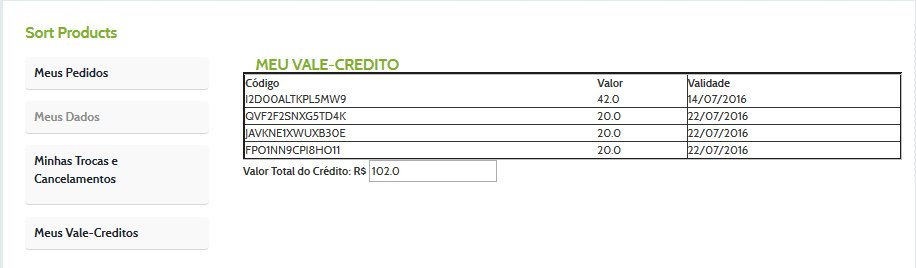 Sort Products
Meus Pedidos
Meus Dados
Minhas Trocas e
Cancelamentos
Meus Vale-Creditos
MEU VALE-CREDITO
Código Valor Validade
I2D00ALTKPL5MW9 42.0 14/07/2016
QVF2F2SNXG5TD4K 20.0 22/07/2016
JAVKNE1XWUXB30E 20.0 22/07/2016
FPO1NN9CPI8HO11 20.0 22/07/2016
Valor Total do Crédito: R$ 102.0